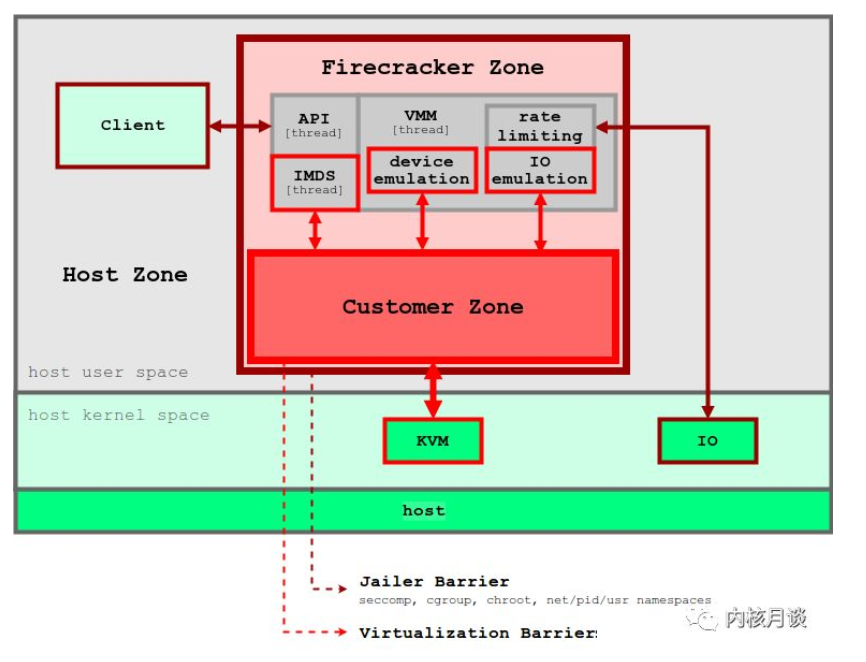 Firecracker Zone
Client
API
[thread]
VMM
[thread]
rate
limiting
IMDS
[thread]
device
emulation
IO
emulation
Host Zone
Customer Zone
host user space
host kernel space
KVM
IO
host
Jailer Barrier
seccomp, cgroup, chroot, net/pid/usr namespaces
内核月谈
Virtualization Barrier: